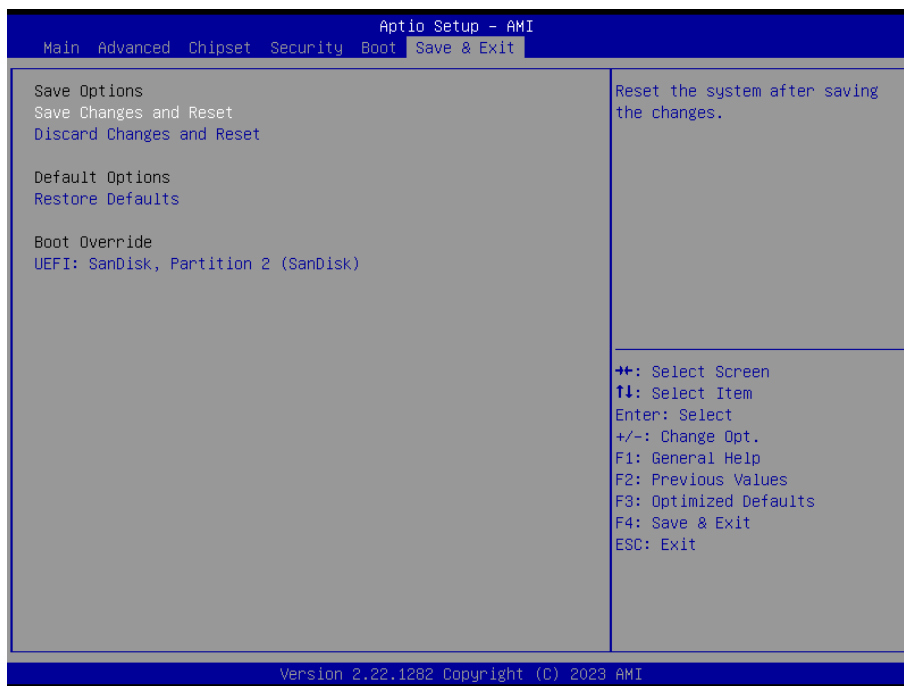 Aptio Setup – AMI
Main Advanced Chipset Security Boot Save & Exit
Save Options
Save Changes and Reset
Discard Changes and Reset
Default Options
Restore Defaults
Boot Override
UEFI: SanDisk, Partition 2 (SanDisk)
Reset the system after saving
the changes.
→←: Select Screen
↑↓: Select Item
Enter: Select
+/-: Change Opt.
F1: General Help
F2: Previous Values
F3: Optimized Defaults
F4: Save & Exit
ESC: Exit
Version 2.22.1282 Copyright (C) 2023 AMI